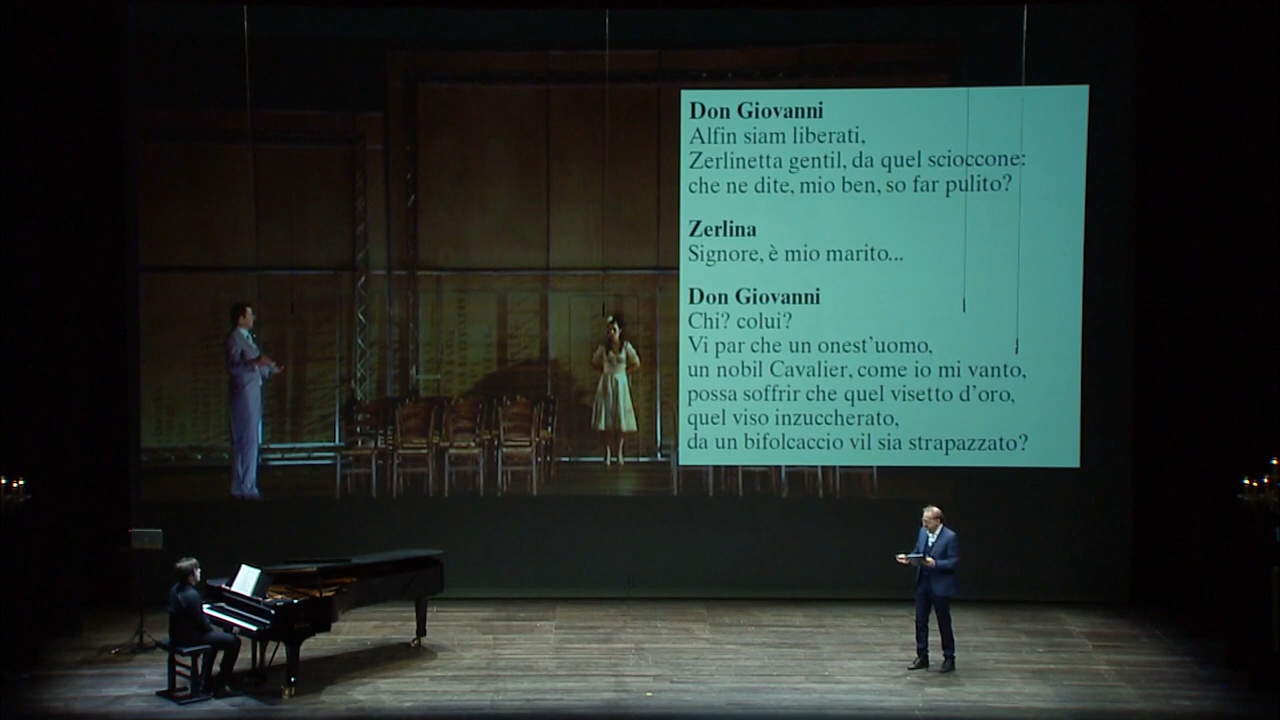 Don Giovanni
Alfin siam liberati,
Zerlinetta gentil, da quel scioccone:
che ne dite, mio ben, so far pulito?
Zerlina
Signore, è mio marito...
Don Giovanni
Chi? colui?
Vi par che un onest'uomo,
un nobil Cavalier, come io mi vanto,
possa soffrir che quel visetto d'oro,
quel viso inzuccherato,
da un bifolcaccio vil sia strapazzato?